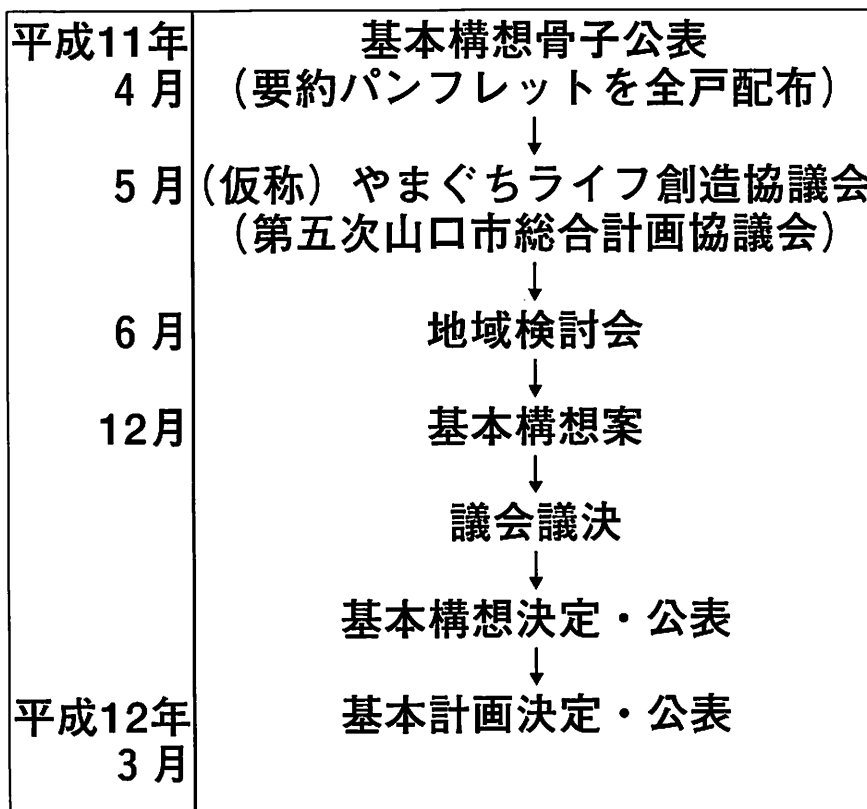 平成11年 基本構想骨子公表
4月 (要約パンフレットを全戸配布)
↓
5月 (仮称)やまぐちライフ創造協議会
(第五次山口市総合計画協議会)
↓
6月 地域検討会
↓
12月 基本構想案
↓
議会議決
↓
基本構想決定・公表
↓
平成12年 基本計画決定・公表
3月